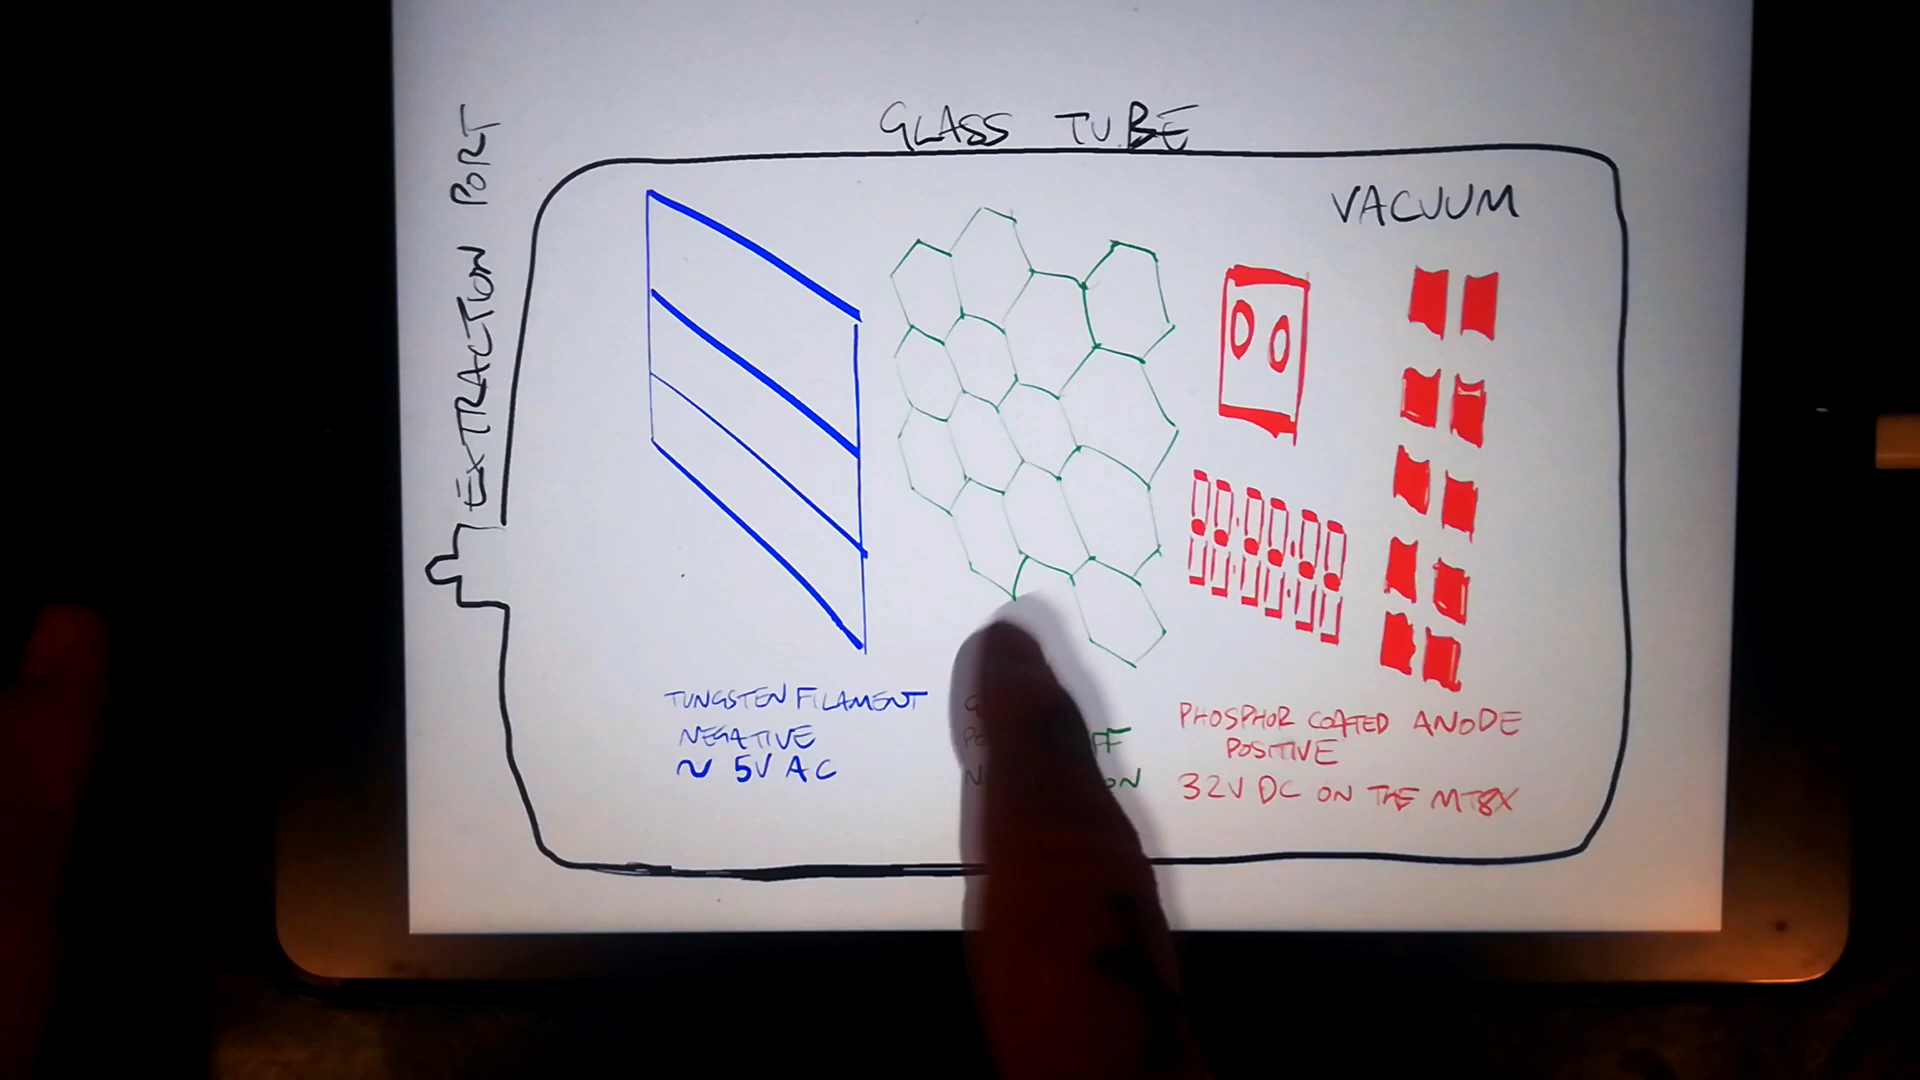 GLASS TUBE
EXTRACTION PORT
VACUUM
TUNGSTEN FILAMENT
NEGATIVE
~ 5V AC
PHOSPHOR COATED ANODE
POSITIVE
32V DC ON THE MT8X